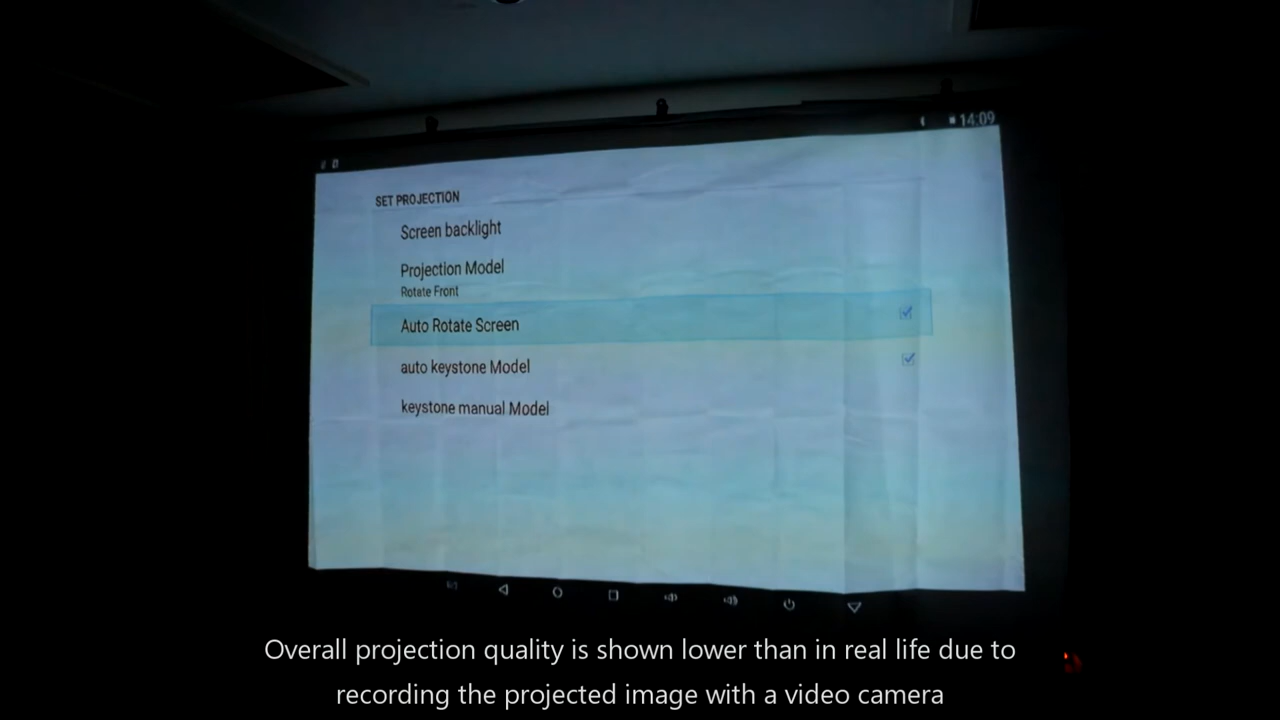 14:09
SET PROJECTION
Screen backlight
Projection Model
Rotate Front
Auto Rotate Screen
auto keystone Model
keystone manual Model
Overall projection quality is shown lower than in real life due to
recording the projected image with a video camera